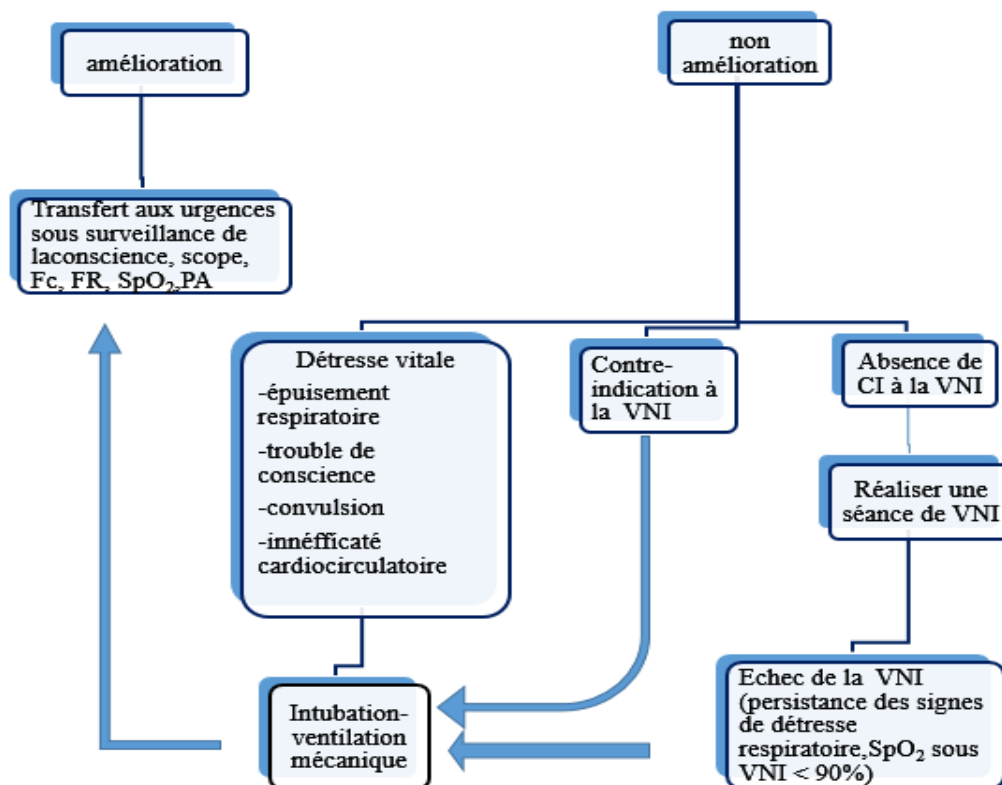 amélioration
non
amélioration
Transfert aux urgences
sous surveillance de
laconscience, scope,
Fc, FR, SpO₂,PA
Détresse vitale
-épuisement
respiratoire
-trouble de
conscience
-convulsion
-innéfficaté
cardiocirculatoire
Contre-
indication à
la VNI
Absence de
CI à la VNI
Réaliser une
séance de VNI
Intubation-
ventilation
mécanique
Echec de la VNI
(persistance des signes
de détresse
respiratoire,SpO₂ sous
VNI < 90%)